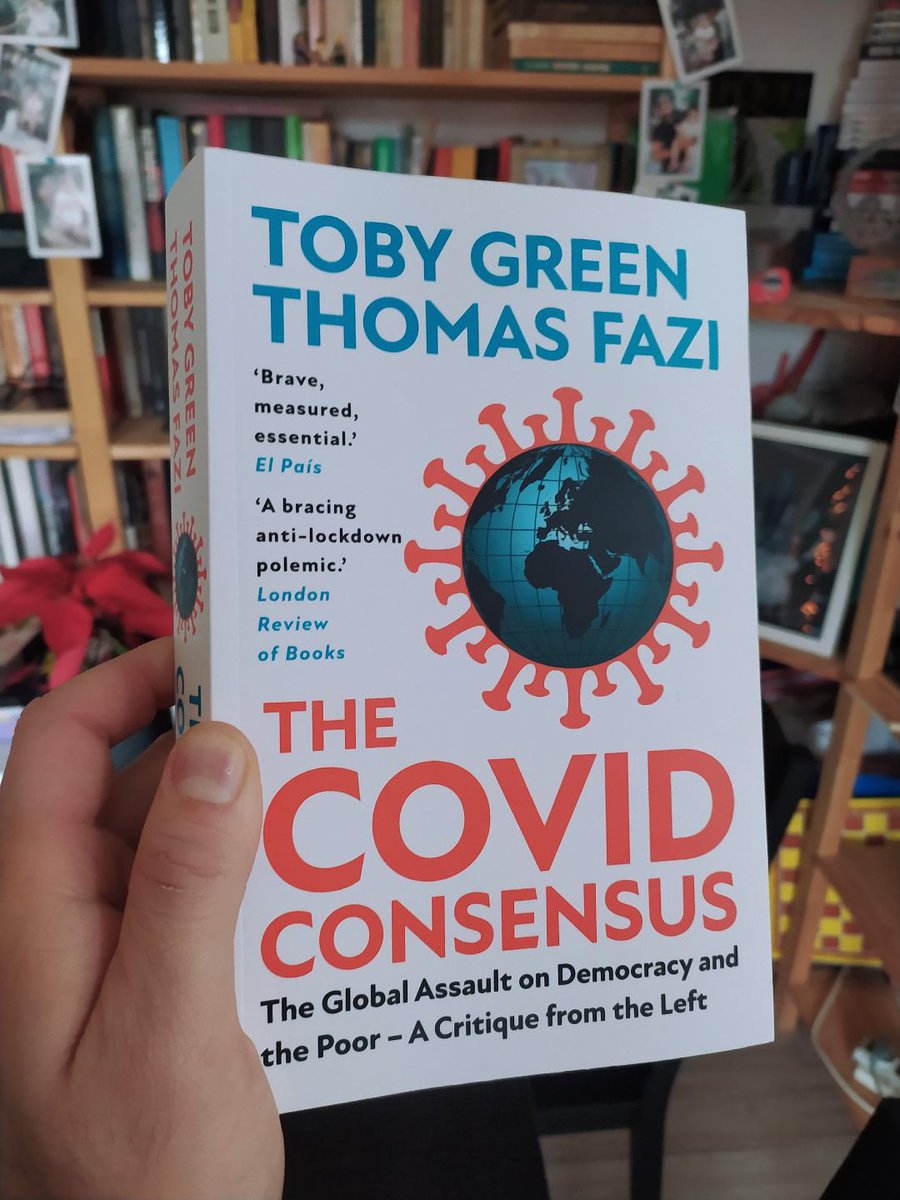 TOBY GREEN
THOMAS FAZI
‘Brave,
measured,
essential.’
El País
‘A bracing
anti-lockdown
polemic.’
London
Review
of Books
THE
COVID
CONSENSUS
The Global Assault on Democracy and
the Poor – A Critique from the Left
TOBY GREEN
THOMAS FAZI